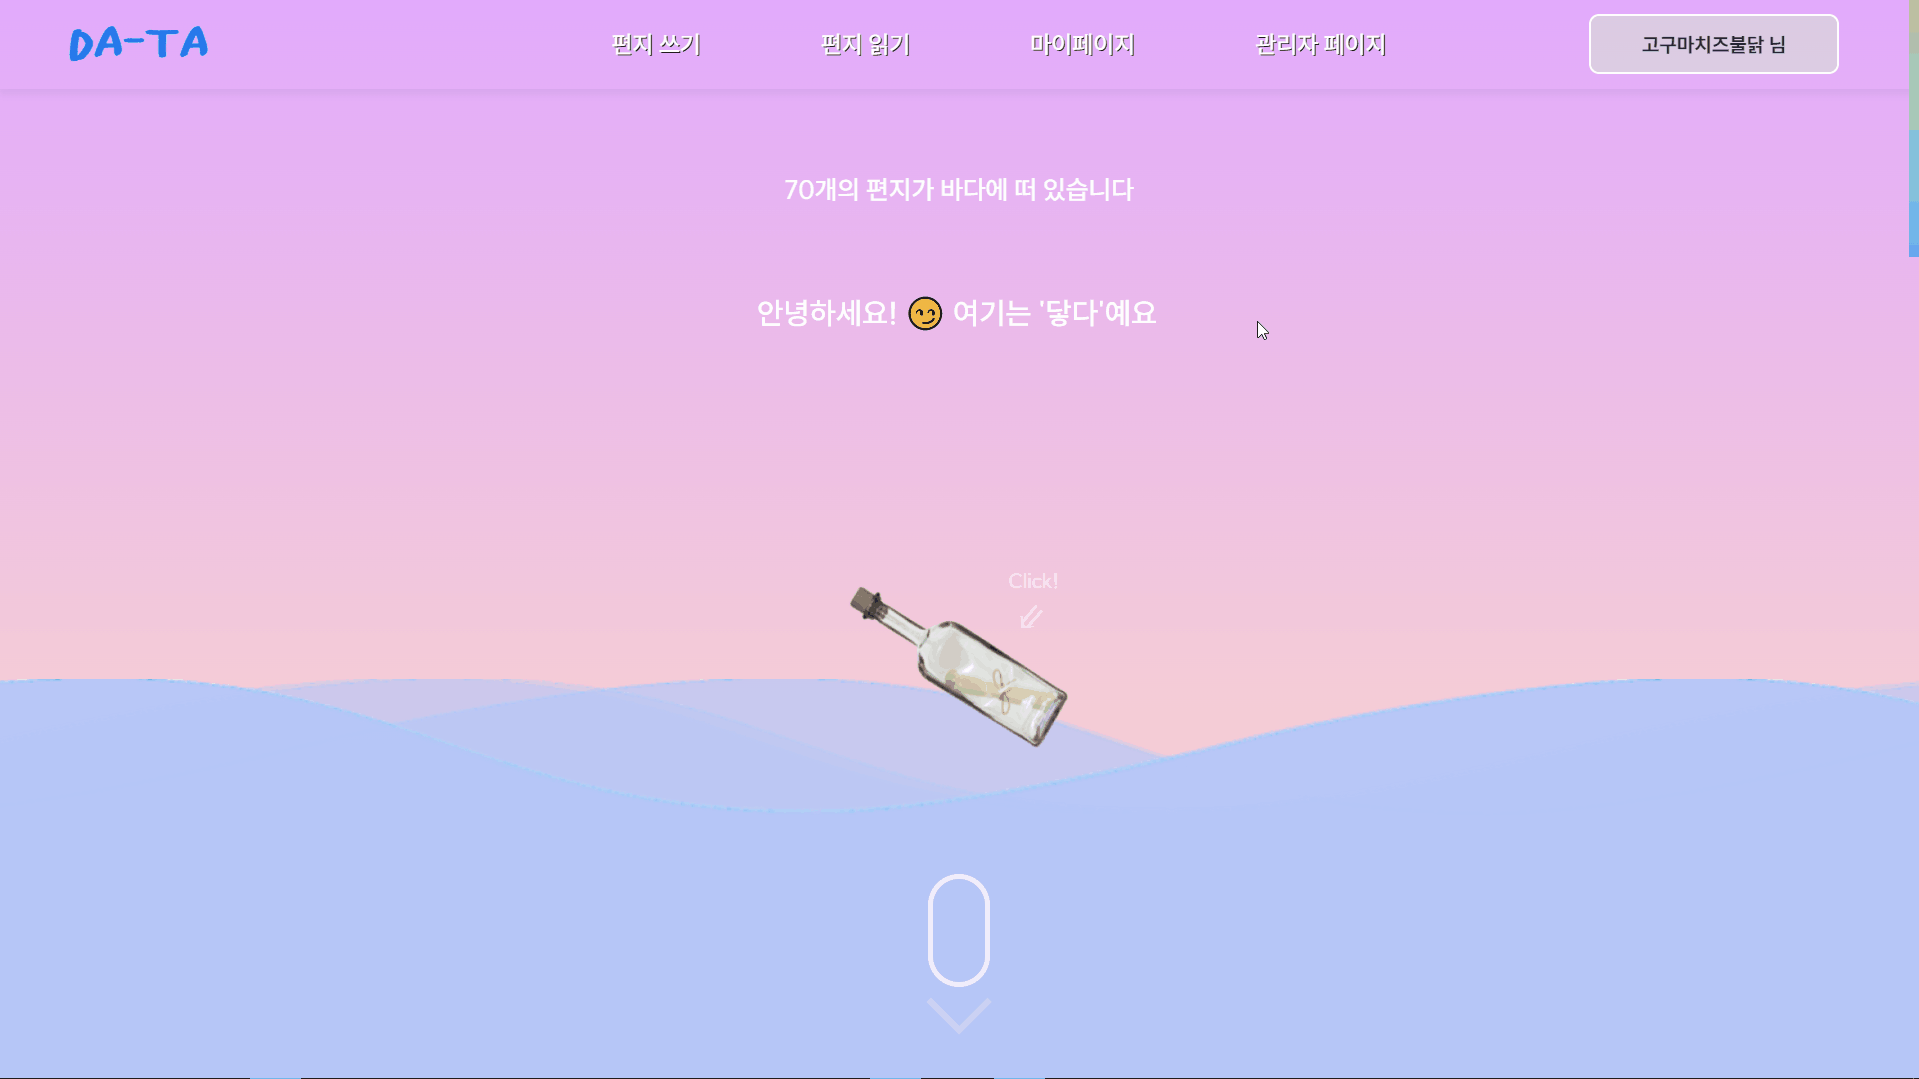 DA-TA
편지 쓰기
편지 읽기
마이페이지
관리자 페이지
고구마치즈불닭 님
70개의 편지가 바다에 떠 있습니다
안녕하세요! 😏 여기는 '닿다'예요
Click!